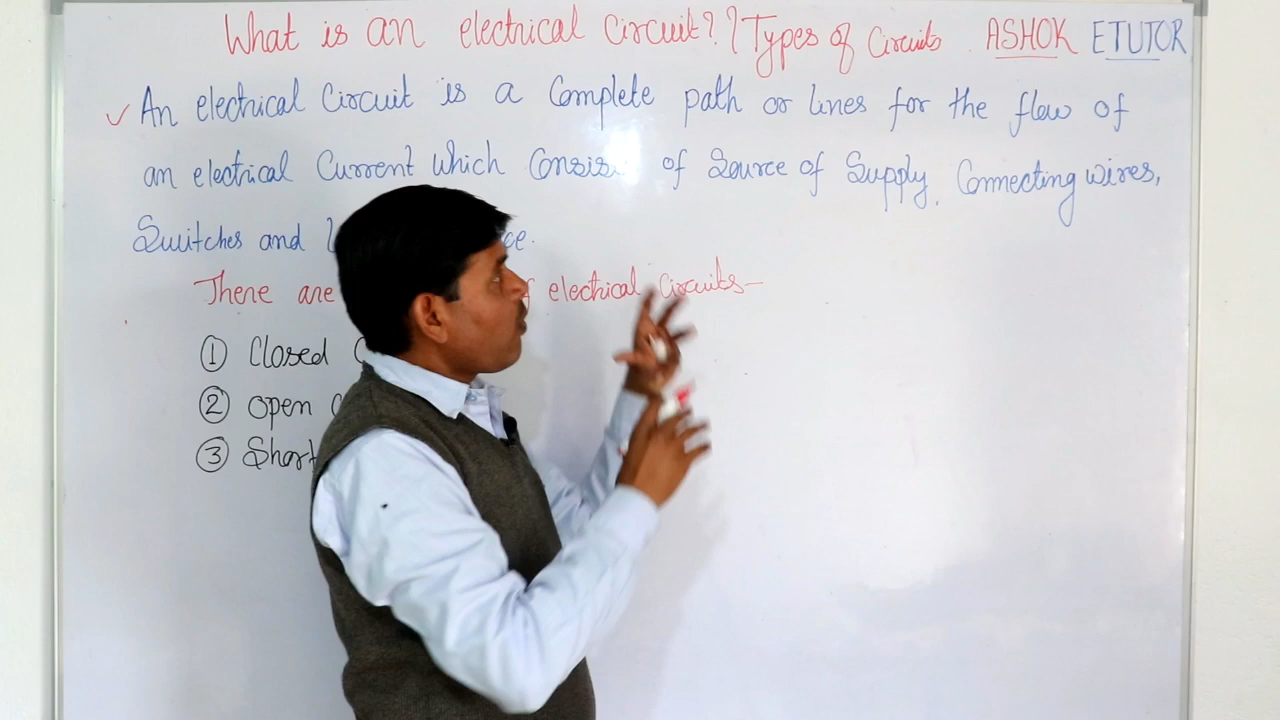 What is an electrical Circuit?? Types of Circuits. ASHOK ETUTOR
✓ An electrical Circuit is a Complete path or lines for the flow of
an electrical Current Which Consis of Source of Supply, Connecting wires,
Switches and
There are electrical Circuits-
① Closed
② Open
③ Short